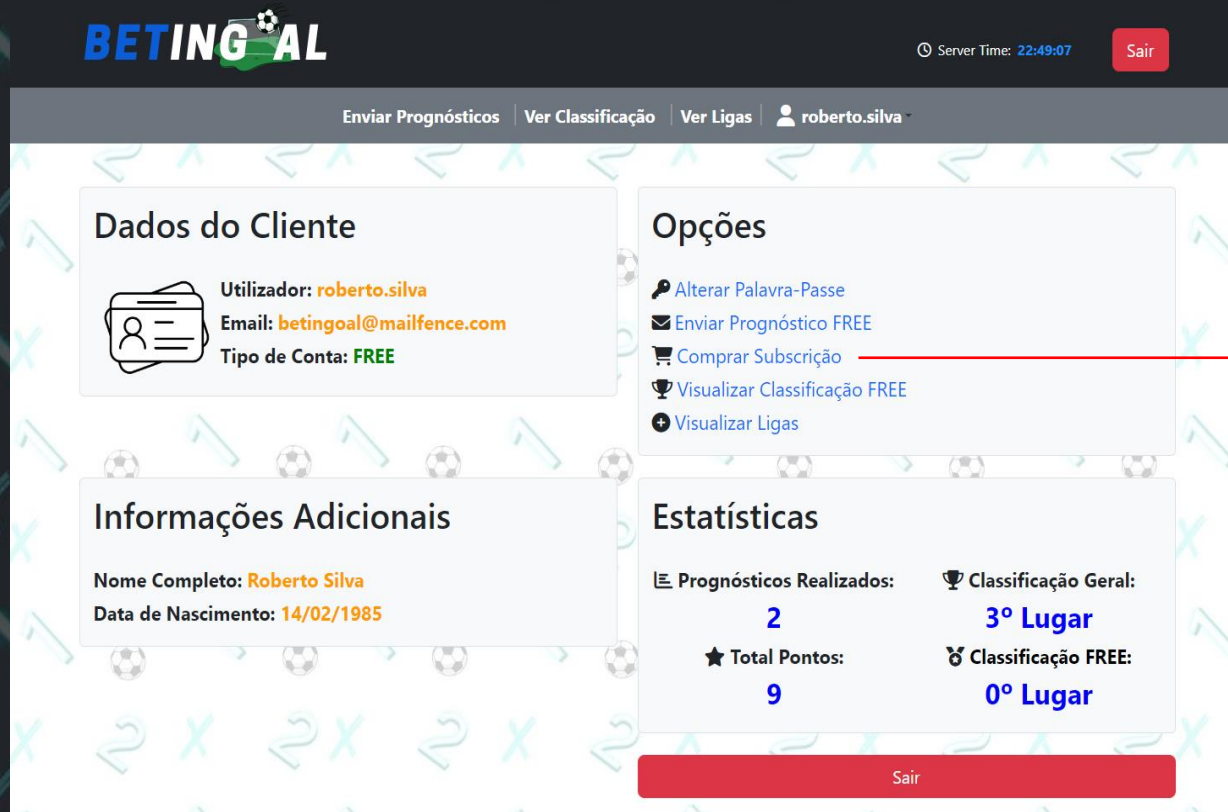 BETINGOAL
Server Time: 22:49:07
Sair
Enviar Prognósticos
Ver Classificação
Ver Ligas
roberto.silva
Dados do Cliente
Utilizador: roberto.silva
Email: betingoal@mailfence.com
Tipo de Conta: FREE
Opções
Alterar Palavra-Passe
Enviar Prognóstico FREE
Comprar Subscrição
Visualizar Classificação FREE
Visualizar Ligas
Informações Adicionais
Nome Completo: Roberto Silva
Data de Nascimento: 14/02/1985
Estatísticas
Prognósticos Realizados:
2
Classificação Geral:
3º Lugar
Total Pontos:
9
Classificação FREE:
0º Lugar
Sair